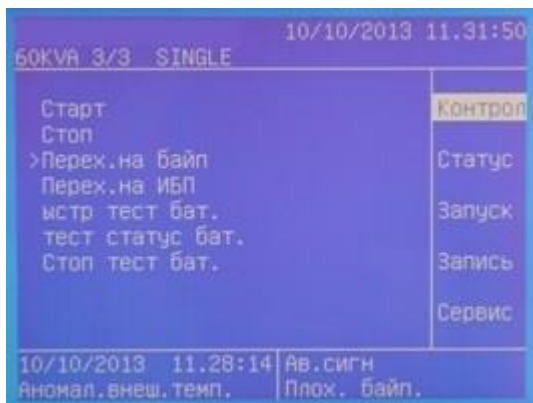 10/10/2013 11.31:50
60KVA 3/3 SINGLE
Старт
Стоп
>Перех.на байп
Перех.на ИБП
ыстр тест бат.
тест статус бат.
Стоп тест бат.
Контрол
Статус
Запуск
Запись
Сервис
10/10/2013 11.28:14
Аномал.внеш.темп.
Ав.сигн
Плох. байп.